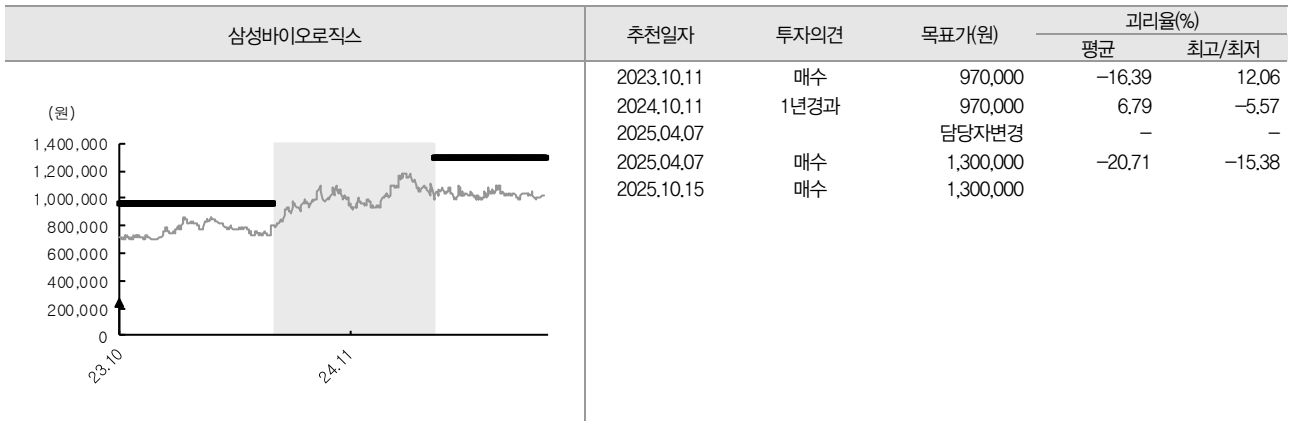 삼성바이오로직스
(원)
1,400,000
1,200,000
1,000,000
800,000
600,000
400,000
200,000
0
23.10
24.11
추천일자 투자의견 목표가(원) 괴리율(%)
평균 최고/최저
2023.10.11 매수 970,000 −16.39 12.06
2024.10.11 1년경과 970,000 6.79 −5.57
2025.04.07 담당자변경 − −
2025.04.07 매수 1,300,000 −20.71 −15.38
2025.10.15 매수 1,300,000